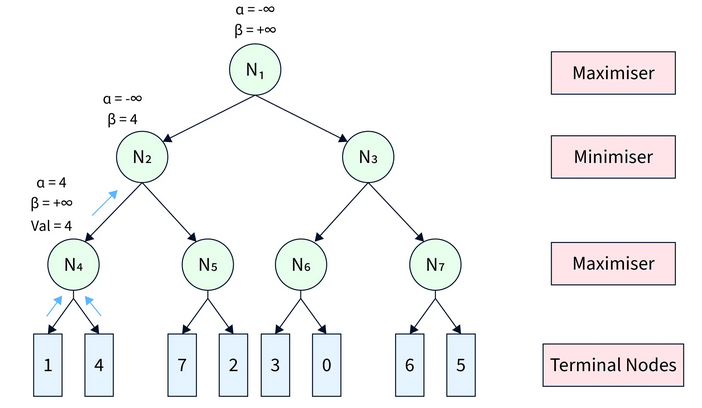 α = -∞
β = +∞
N₁
Maximiser
α = -∞
β = 4
N₂
N₃
Minimiser
α = 4
β = +∞
Val = 4
N₄
N₅
N₆
N₇
Maximiser
1
4
7
2
3
0
6
5
Terminal Nodes